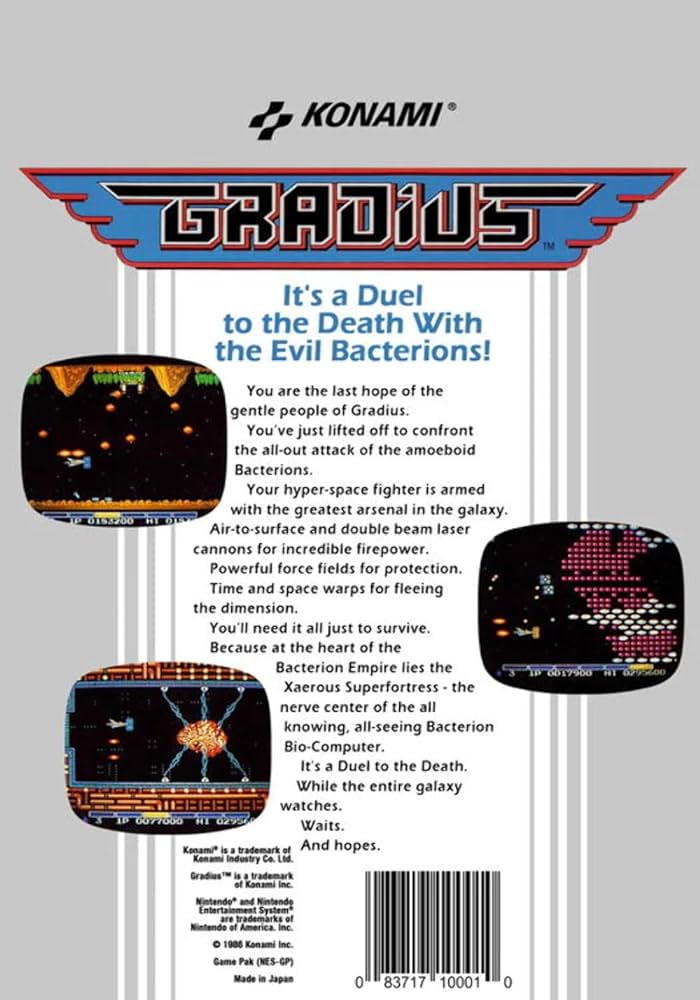 KONAMI®
GRADIUS™
It's a Duel
to the Death With
the Evil Bacterions!
You are the last hope of the
gentle people of Gradius.
You've just lifted off to confront
the all-out attack of the amoeboid
Bacterions.
Your hyper-space fighter is armed
with the greatest arsenal in the galaxy.
Air-to-surface and double beam laser
cannons for incredible firepower.
Powerful force fields for protection.
Time and space warps for fleeing
the dimension.
You'll need it all just to survive.
Because at the heart of the
Bacterion Empire lies the
Xaerous Superfortress - the
nerve center of the all
knowing, all-seeing Bacterion
Bio-Computer.
It's a Duel to the Death.
While the entire galaxy
watches.
Waits.
And hopes.
1P 0153200 HI
3 1P 0017900 HI 0295600
3 1P 0077000 HI 02956
Konami® is a trademark of
Konami Industry Co. Ltd.
Gradius™ is a trademark
of Konami Inc.
Nintendo® and Nintendo
Entertainment System®
are trademarks of
Nintendo of America. Inc.
© 1986 Konami Inc.
Game Pak (NES-GP)
Made in Japan
0 83717 10001 0